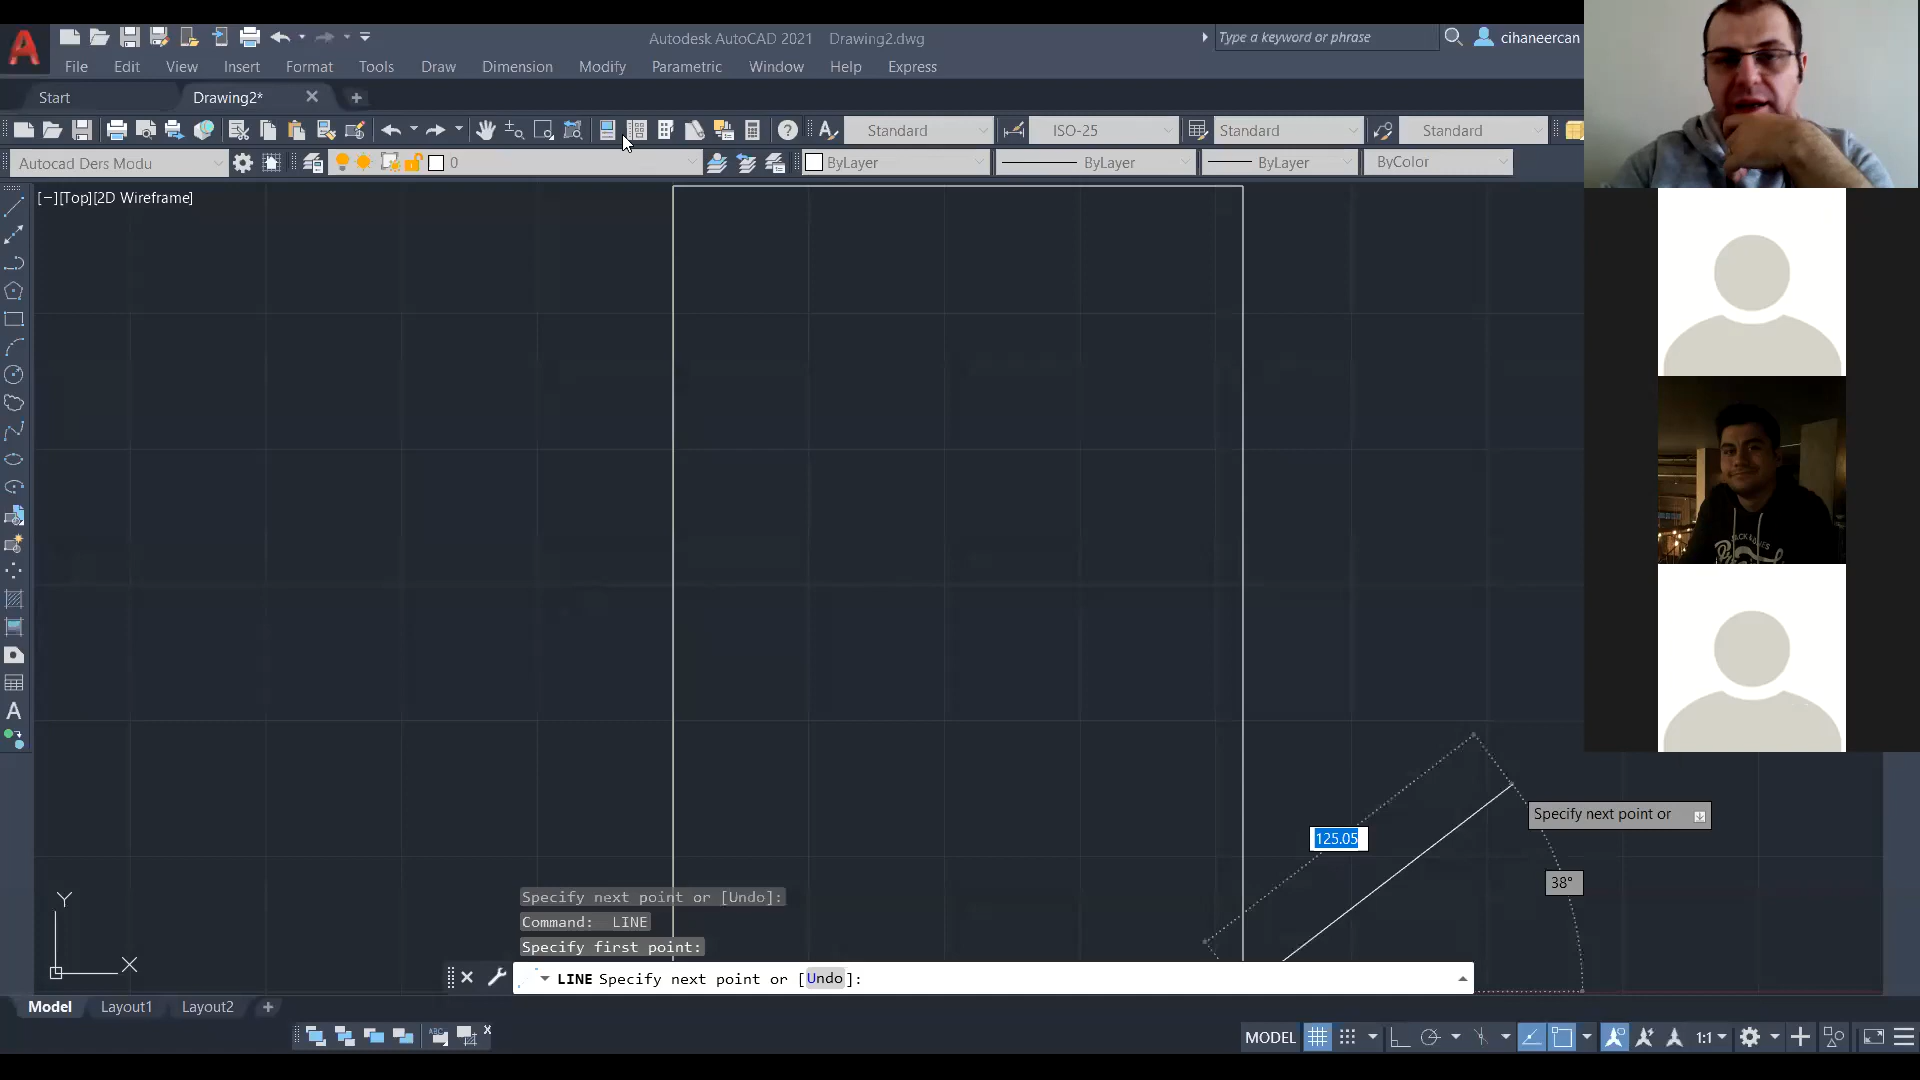 Autodesk AutoCAD 2021 Drawing2.dwg
Type a keyword or phrase
cihaneercan
File Edit View Insert Format Tools Draw Dimension Modify Parametric Window Help Express
Start Drawing2*
Standard ISO-25 Standard Standard
Autocad Ders Modu 0 ByLayer ByLayer ByLayer ByColor
[−][Top][2D Wireframe]
Specify next point or
125.05
38°
Y
X
Specify next point or [Undo]:
Command: LINE
Specify first point:
LINE Specify next point or [Undo]:
Model Layout1 Layout2
MODEL 1:1